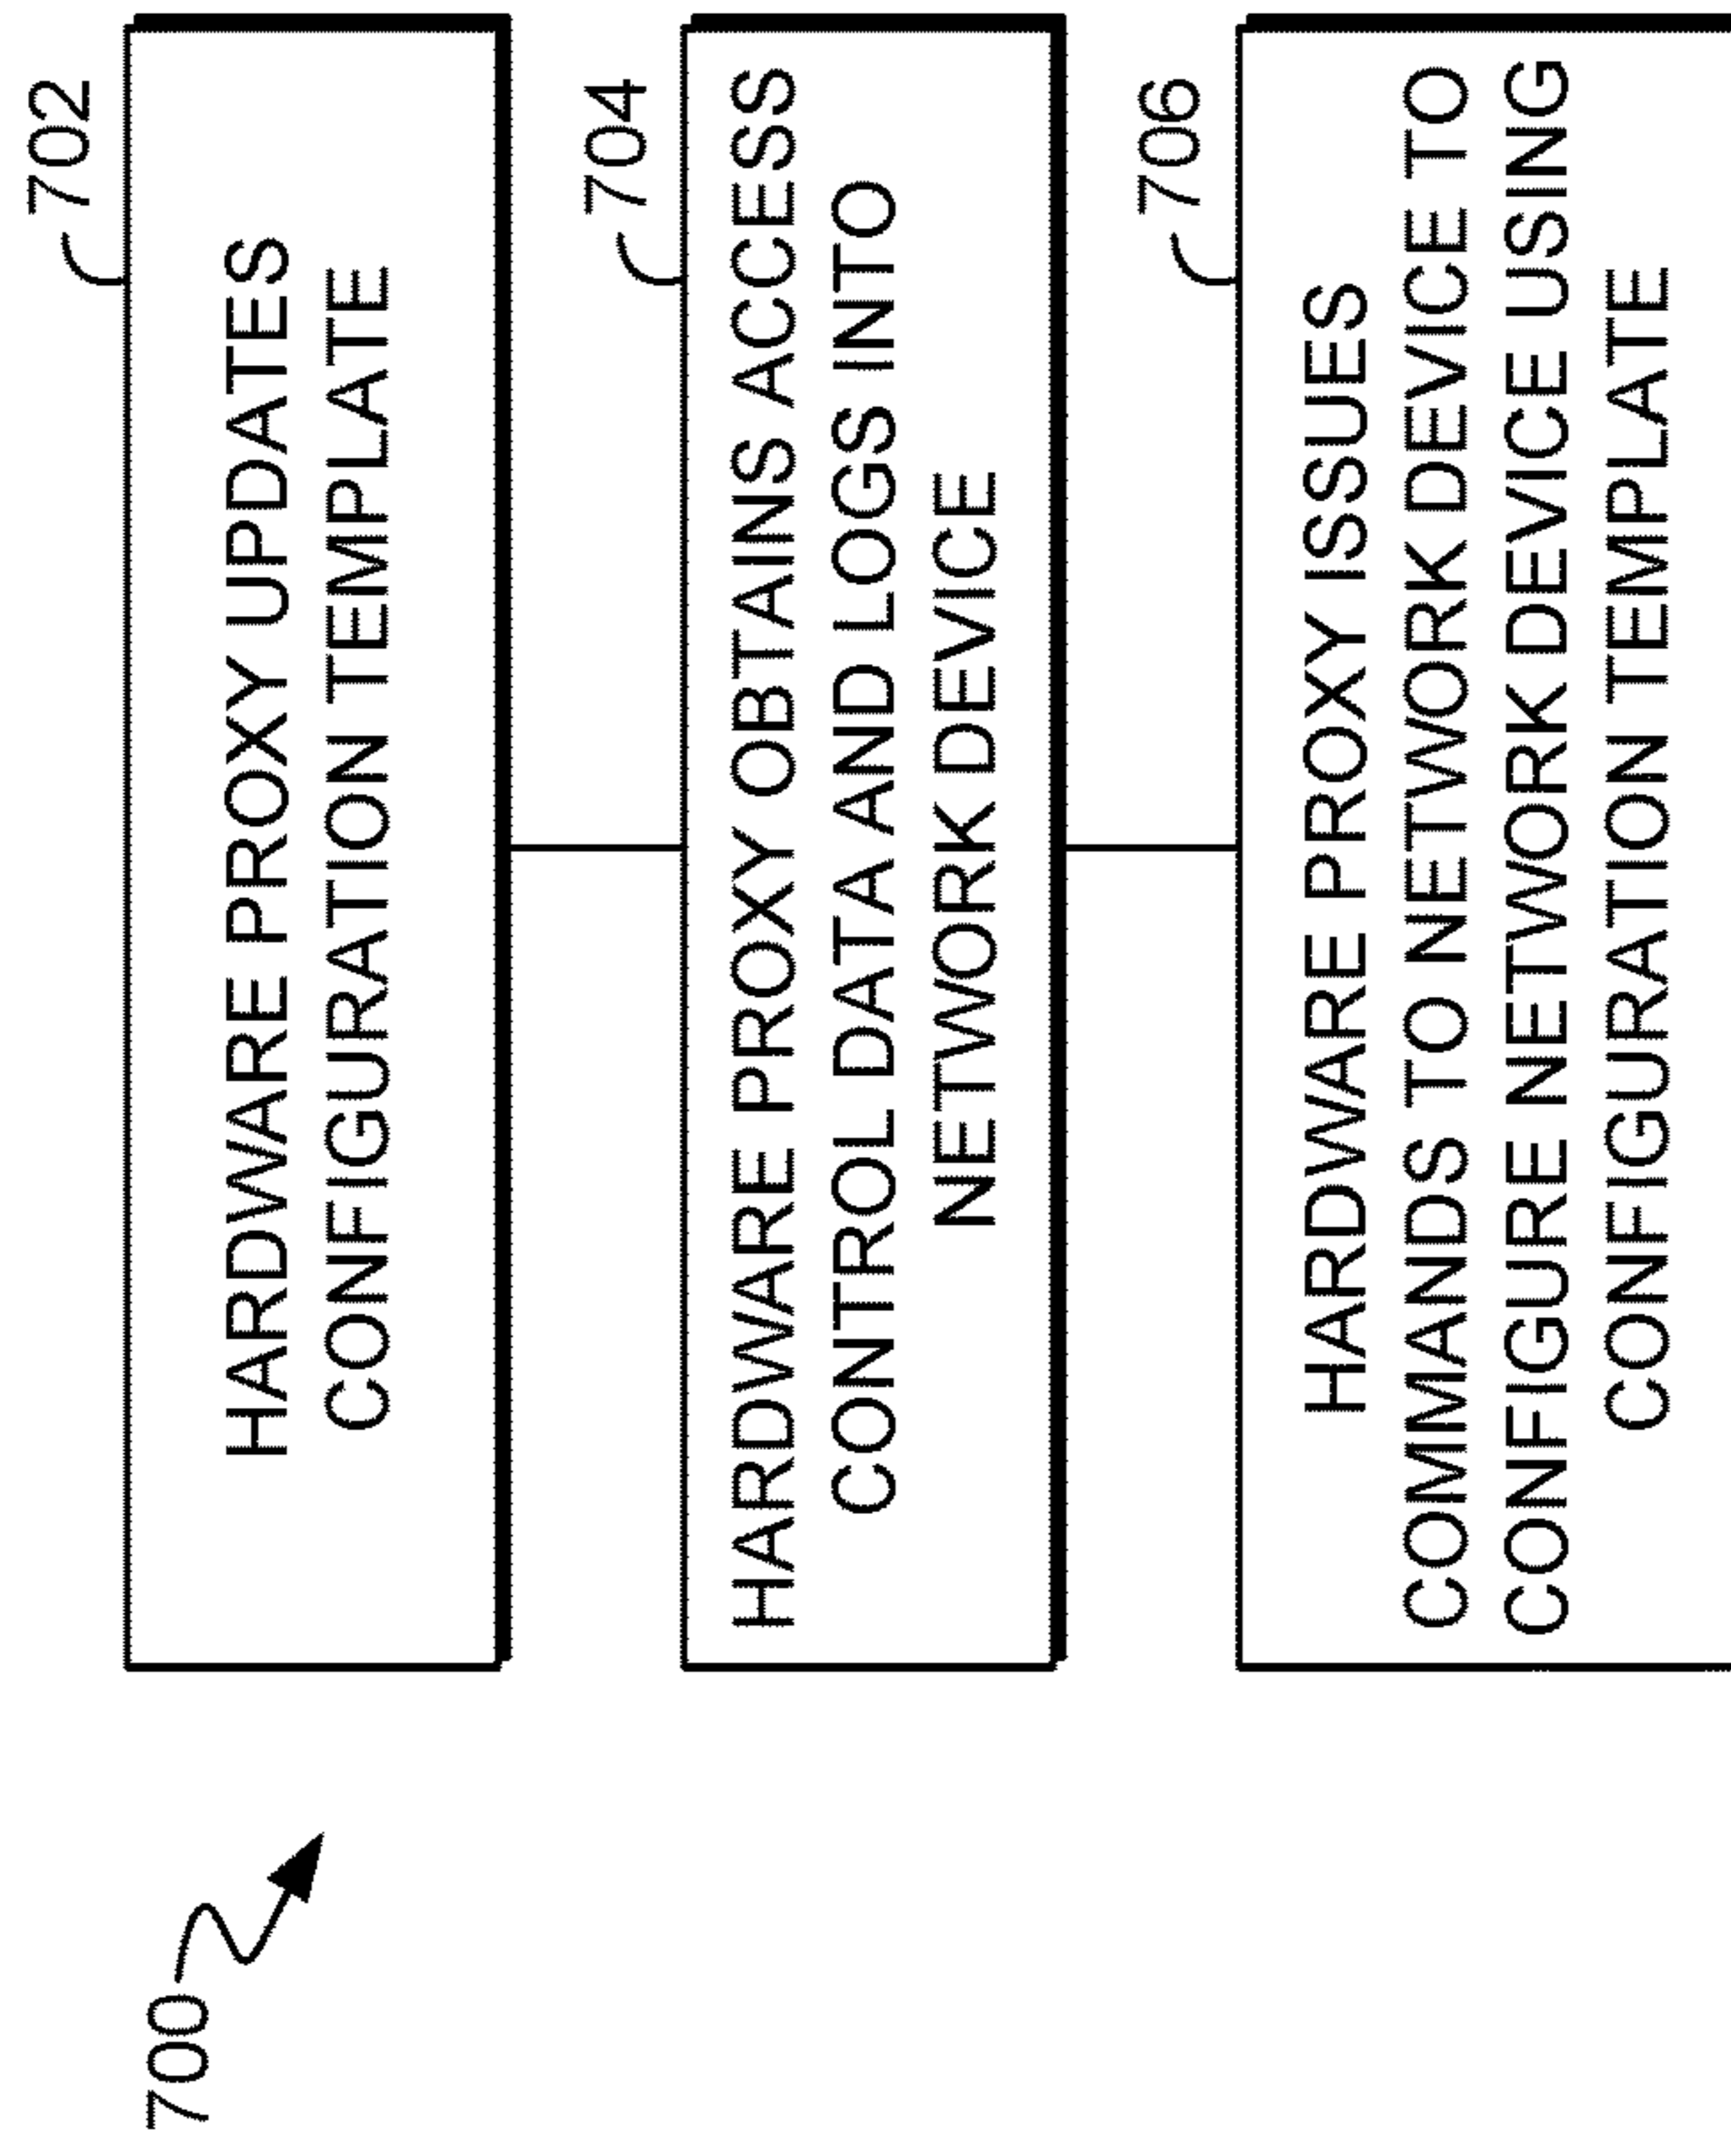 700
702
HARDWARE PROXY UPDATES
CONFIGURATION TEMPLATE
704
HARDWARE PROXY OBTAINS ACCESS
CONTROL DATA AND LOGS INTO
NETWORK DEVICE
706
HARDWARE PROXY ISSUES
COMMANDS TO NETWORK DEVICE TO
CONFIGURE NETWORK DEVICE USING
CONFIGURATION TEMPLATE